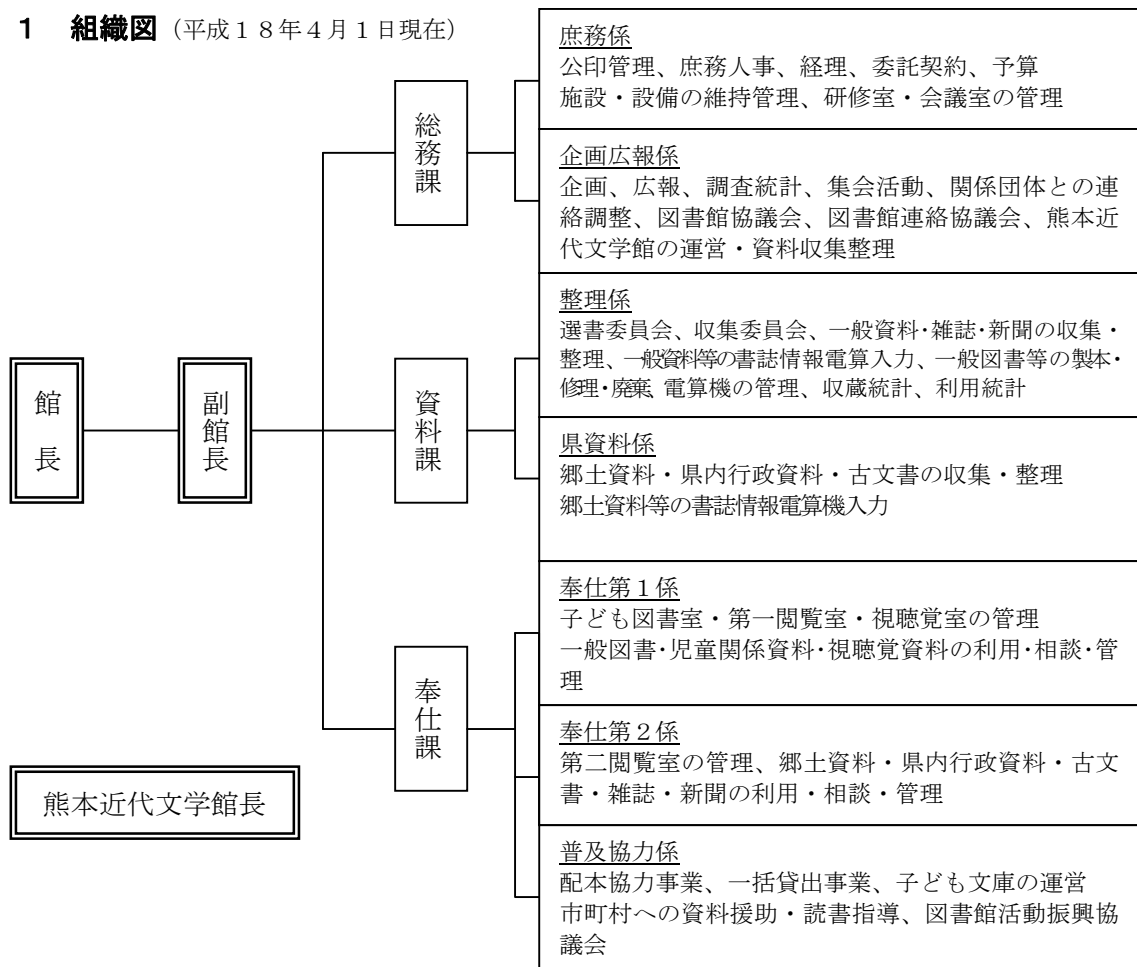 1 組織図（平成１８年４月１日現在）
館長
副館長
総務課
庶務係
公印管理、庶務人事、経理、委託契約、予算
施設・設備の維持管理、研修室・会議室の管理
企画広報係
企画、広報、調査統計、集会活動、関係団体との連
絡調整、図書館協議会、図書館連絡協議会、熊本近
代文学館の運営・資料収集整理
資料課
整理係
選書委員会、収集委員会、一般資料・雑誌・新聞の収集・
整理、一般資料等の書誌情報電算入力、一般図書等の製本・
修理・廃棄、電算機の管理、収蔵統計、利用統計
県資料係
郷土資料・県内行政資料・古文書の収集・整理
郷土資料等の書誌情報電算機入力
奉仕課
奉仕第１係
子ども図書室・第一閲覧室・視聴覚室の管理
一般図書・児童関係資料・視聴覚資料の利用・相談・管
理
奉仕第２係
第二閲覧室の管理、郷土資料・県内行政資料・古文
書・雑誌・新聞の利用・相談・管理
普及協力係
配本協力事業、一括貸出事業、子ども文庫の運営
市町村への資料援助・読書指導、図書館活動振興協
議会
熊本近代文学館長